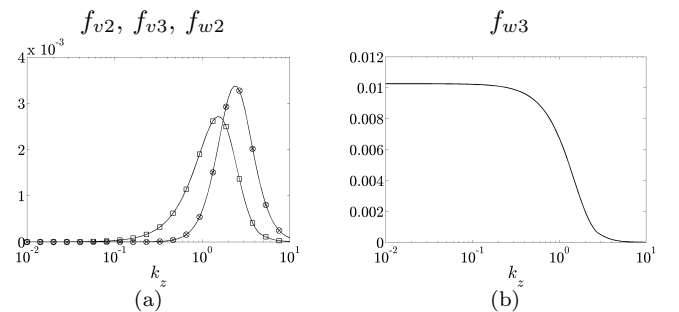 f_{v2}, f_{v3}, f_{w2}
4 x 10^{-3}
3
2
1
0
10^{-2} 10^{-1} 10^{0} 10^{1}
k_z
(a)
f_{w3}
0.012
0.01
0.008
0.006
0.004
0.002
0
10^{-2} 10^{-1} 10^{0} 10^{1}
k_z
(b)